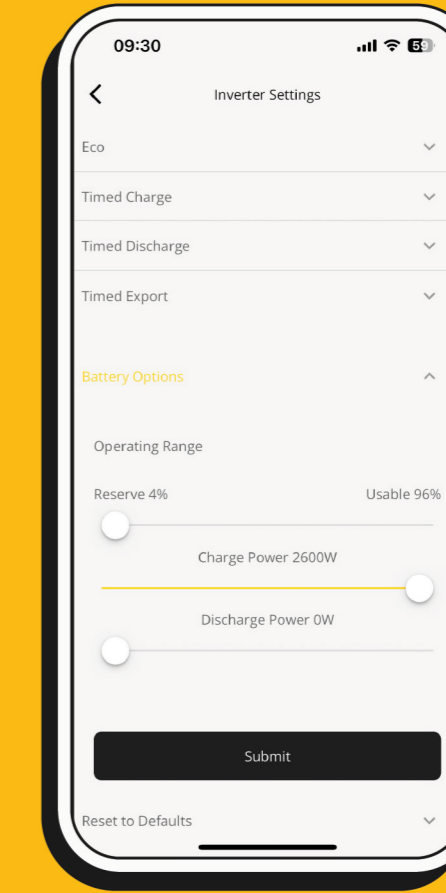 09:30
59
Inverter Settings
Eco
Timed Charge
Timed Discharge
Timed Export
Battery Options
Operating Range
Reserve 4% Usable 96%
Charge Power 2600W
Discharge Power 0W
Submit
Reset to Defaults